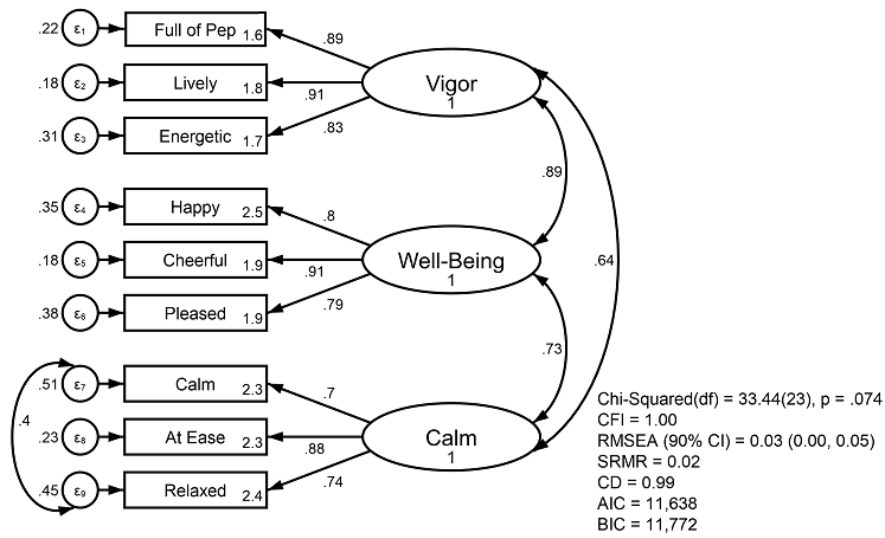 .22 ε₁ Full of Pep 1.6
.89
.18 ε₂ Lively 1.8
.91
.31 ε₃ Energetic 1.7
.83
Vigor
1
.89
.35 ε₄ Happy 2.5
.8
.18 ε₅ Cheerful 1.9
.91
.38 ε₆ Pleased 1.9
.79
Well-Being
1
.64
.73
.51 ε₇ Calm 2.3
.7
.4
.23 ε₈ At Ease 2.3
.88
.45 ε₉ Relaxed 2.4
.74
Calm
1
Chi-Squared(df) = 33.44(23), p = .074
CFI = 1.00
RMSEA (90% CI) = 0.03 (0.00, 0.05)
SRMR = 0.02
CD = 0.99
AIC = 11,638
BIC = 11,772